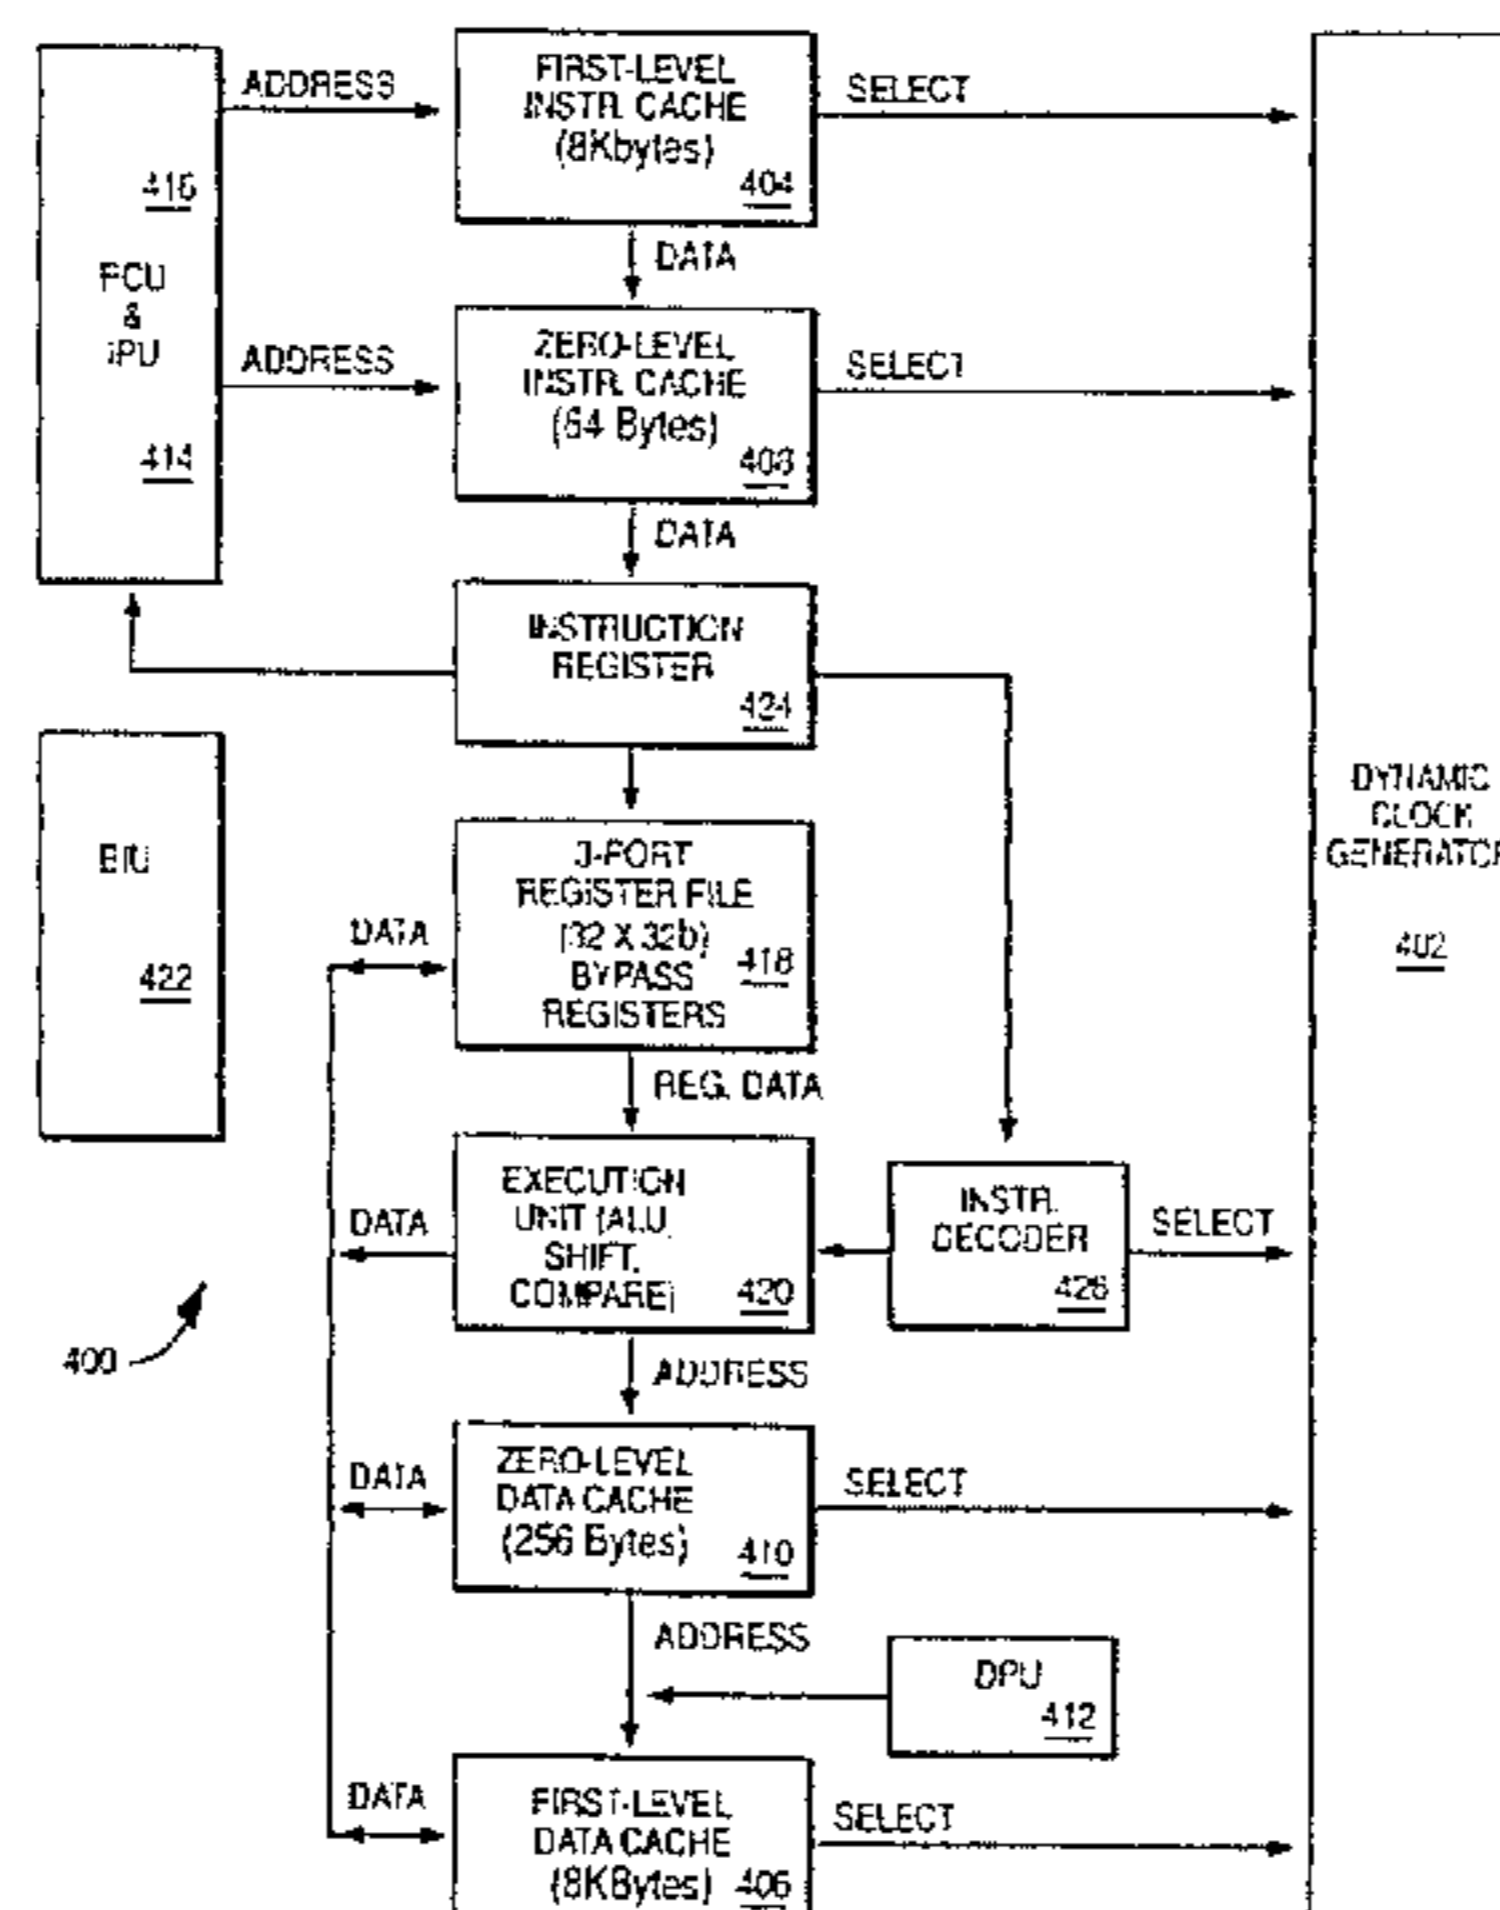 ADDRESS
FIRST-LEVEL
INSTR. CACHE
(8Kbytes)
404
SELECT
416
PCU
&
IPU
414
DATA
ADDRESS
ZERO-LEVEL
INSTR. CACHE
(64 Bytes)
408
SELECT
DATA
INSTRUCTION
REGISTER
424
BIU
422
3-PORT
REGISTER FILE
(32 X 32b)
BYPASS
REGISTERS
418
DATA
DYNAMIC
CLOCK
GENERATOR
402
REG. DATA
EXECUTION
UNIT (ALU,
SHIFT,
COMPARE)
420
DATA
INSTR.
DECODER
426
SELECT
400
ADDRESS
ZERO-LEVEL
DATA CACHE
(256 Bytes)
410
DATA
SELECT
ADDRESS
DPU
412
FIRST-LEVEL
DATA CACHE
(8KBytes)
406
DATA
SELECT